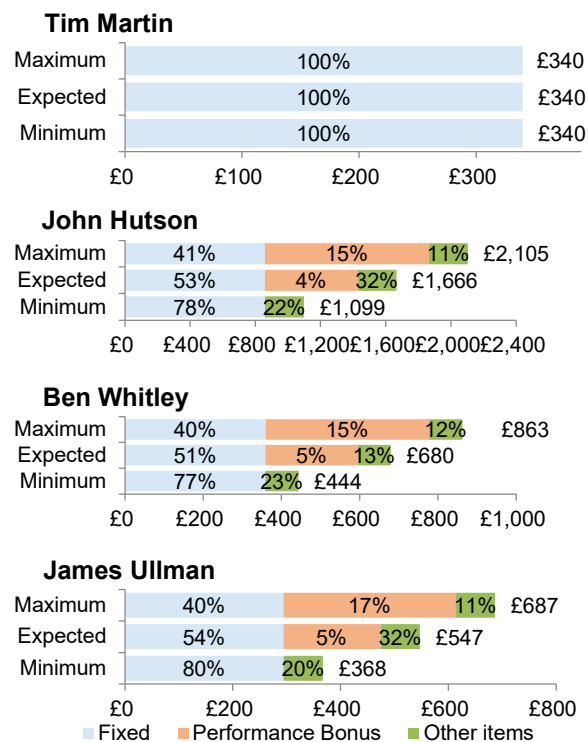 Tim Martin
Maximum 100% £340
Expected 100% £340
Minimum 100% £340
£0 £100 £200 £300
John Hutson
Maximum 41% 15% 11% £2,105
Expected 53% 4% 32% £1,666
Minimum 78% 22% £1,099
£0 £400 £800 £1,200 £1,600 £2,000 £2,400
Ben Whitley
Maximum 40% 15% 12% £863
Expected 51% 5% 13% £680
Minimum 77% 23% £444
£0 £200 £400 £600 £800 £1,000
James Ullman
Maximum 40% 17% 11% £687
Expected 54% 5% 32% £547
Minimum 80% 20% £368
£0 £200 £400 £600 £800
Fixed Performance Bonus Other items